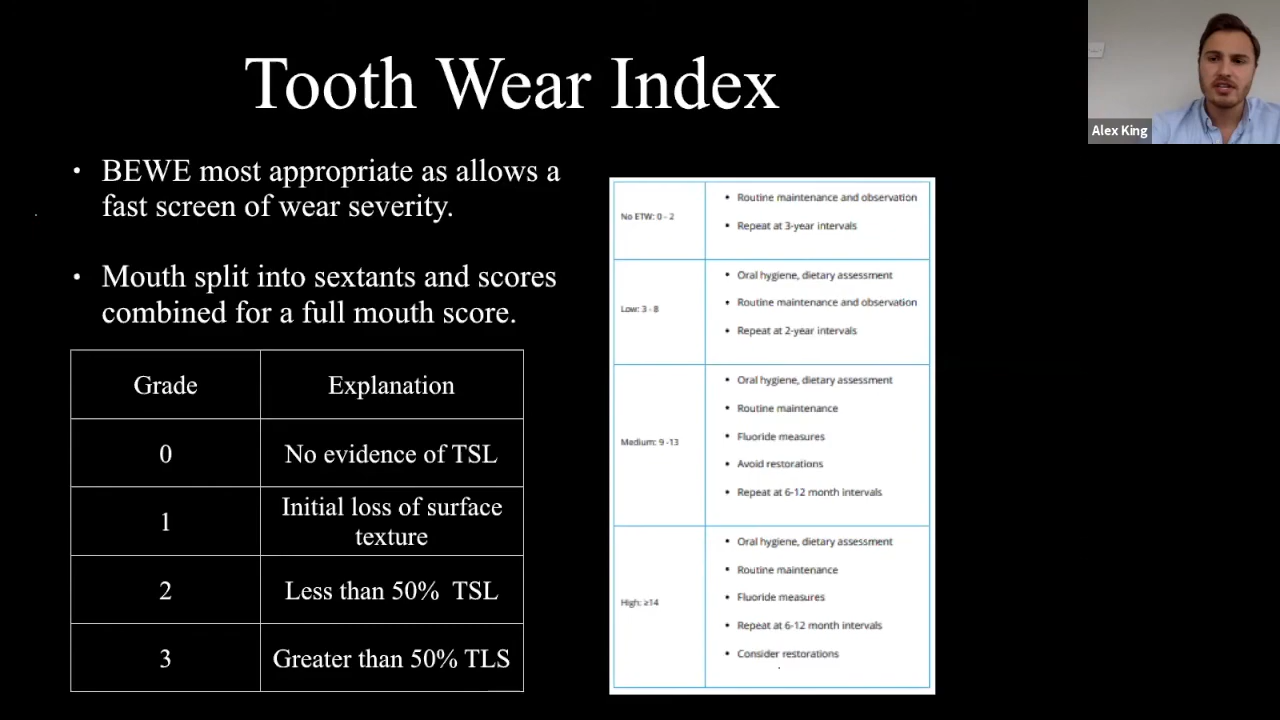 Tooth Wear Index
Alex King
• BEWE most appropriate as allows a
fast screen of wear severity.
• Mouth split into sextants and scores
combined for a full mouth score.
Grade Explanation
0 No evidence of TSL
1 Initial loss of surface
texture
2 Less than 50% TSL
3 Greater than 50% TLS
No ETW: 0 - 2
• Routine maintenance and observation
• Repeat at 3-year intervals
Low: 3 - 8
• Oral hygiene, dietary assessment
• Routine maintenance and observation
• Repeat at 2-year intervals
Medium: 9 -13
• Oral hygiene, dietary assessment
• Routine maintenance
• Fluoride measures
• Avoid restorations
• Repeat at 6-12 month intervals
High: ≥14
• Oral hygiene, dietary assessment
• Routine maintenance
• Fluoride measures
• Repeat at 6-12 month intervals
• Consider restorations